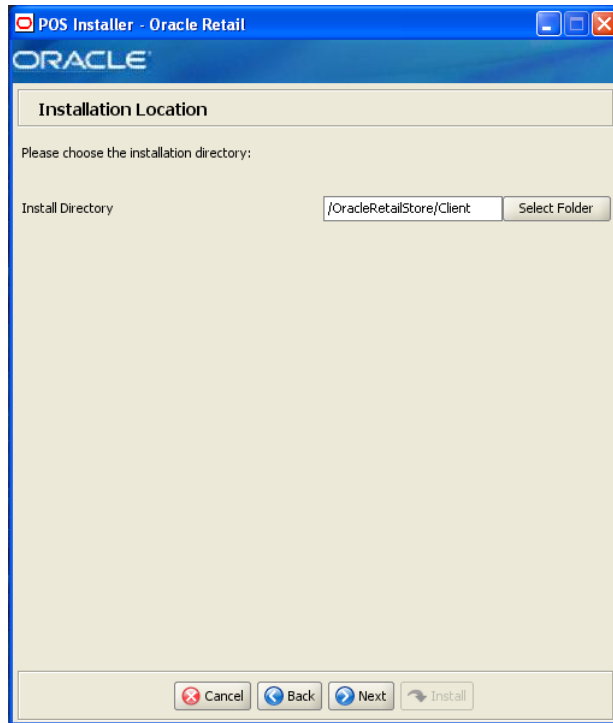 POS Installer - Oracle Retail
ORACLE
Installation Location
Please choose the installation directory:
Install Directory /OracleRetailStore/Client Select Folder
Cancel Back Next Install